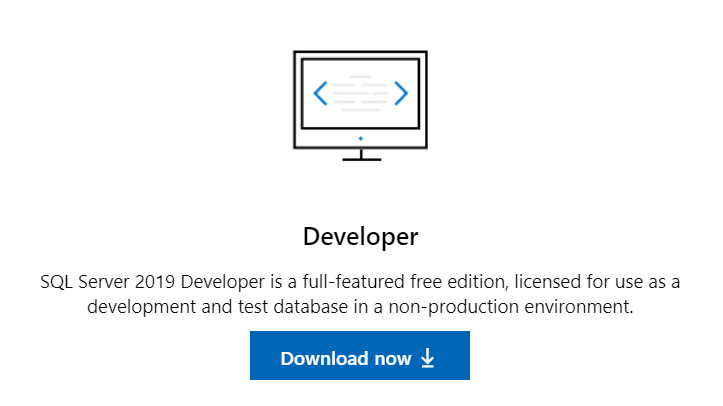 Developer
SQL Server 2019 Developer is a full-featured free edition, licensed for use as a
development and test database in a non-production environment.
Download now